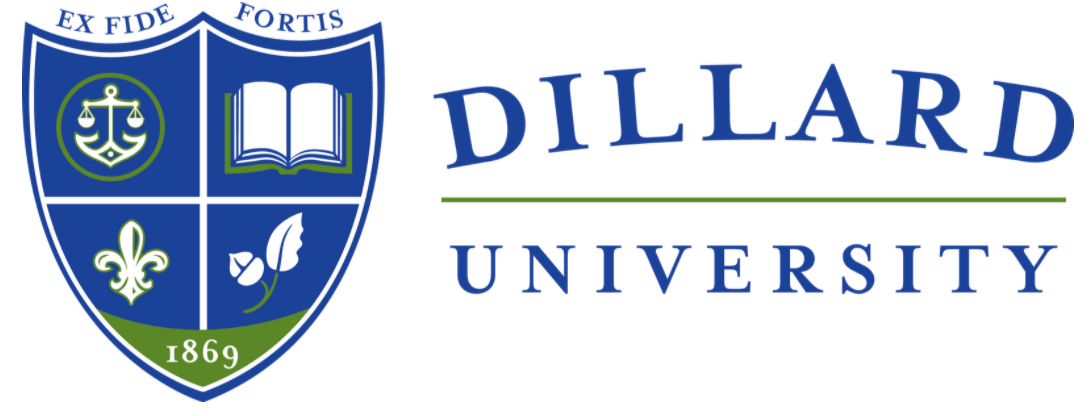 EX FIDE FORTIS
1869
DILLARD
UNIVERSITY